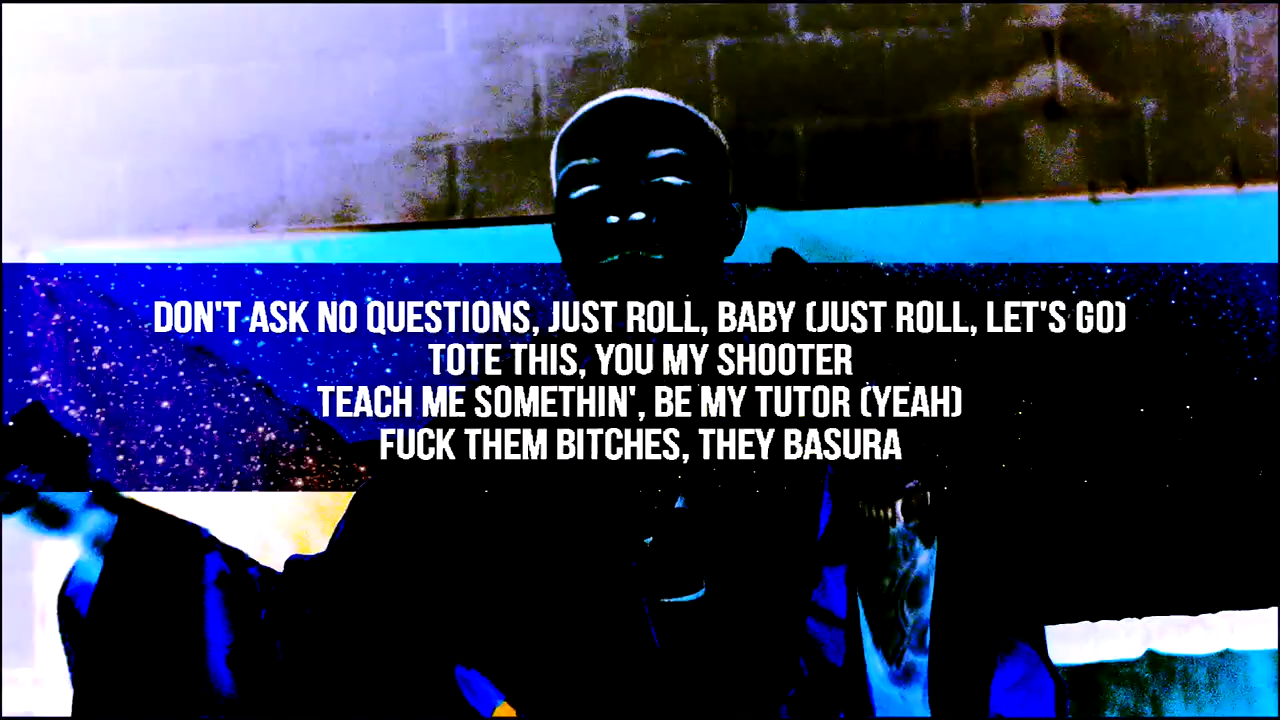 DON'T ASK NO QUESTIONS, JUST ROLL, BABY (JUST ROLL, LET'S GO)
TOTE THIS, YOU MY SHOOTER
TEACH ME SOMETHIN', BE MY TUTOR (YEAH)
FUCK THEM BITCHES, THEY BASURA